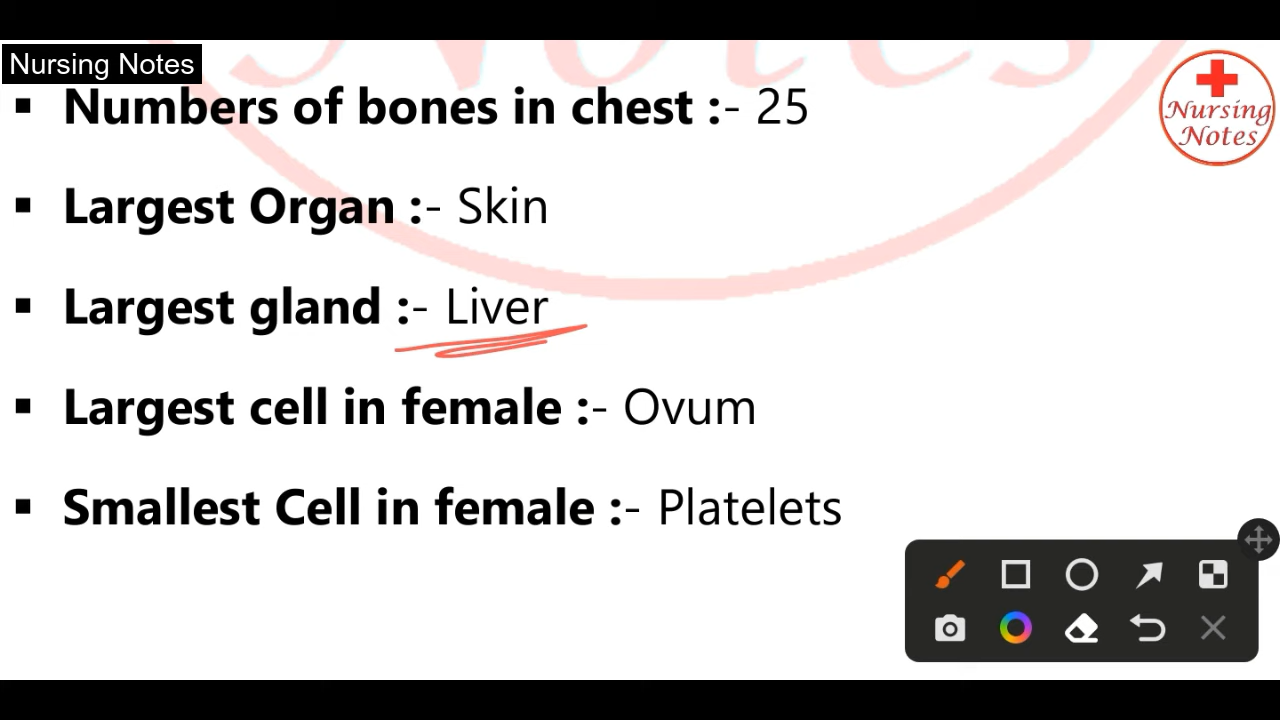 Notes
Nursing Notes
▪ Numbers of bones in chest :- 25
Nursing
Notes
▪ Largest Organ :- Skin
▪ Largest gland :- Liver
▪ Largest cell in female :- Ovum
▪ Smallest Cell in female :- Platelets